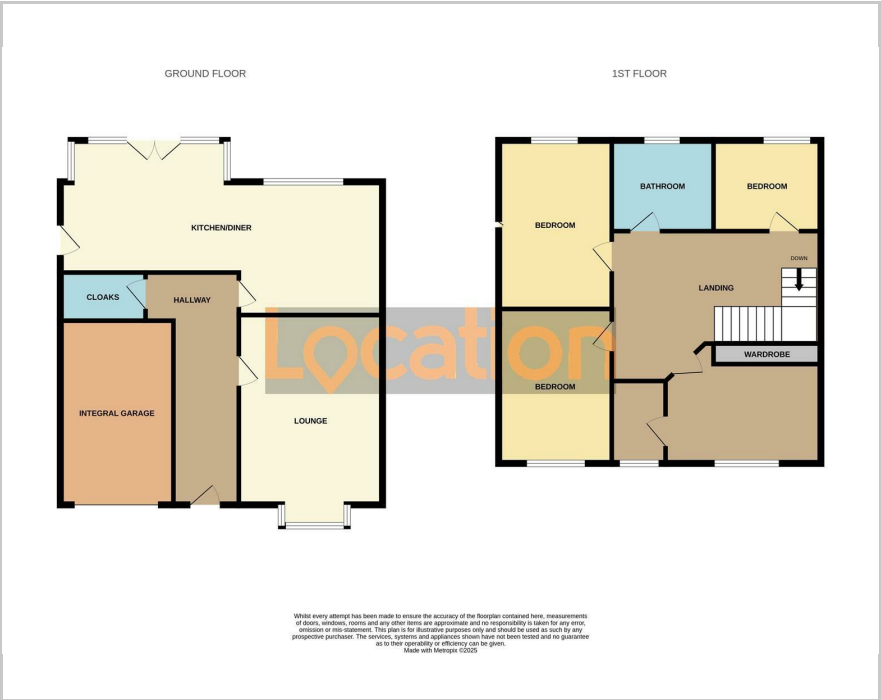 GROUND FLOOR
1ST FLOOR
KITCHEN/DINER
CLOAKS
HALLWAY
INTEGRAL GARAGE
LOUNGE
BEDROOM
BATHROOM
BEDROOM
DOWN
LANDING
WARDROBE
BEDROOM
Location
Whilst every attempt has been made to ensure the accuracy of the floorplan contained here, measurements
of doors, windows, rooms and any other items are approximate and no responsibility is taken for any error,
omission or mis-statement. This plan is for illustrative purposes only and should be used as such by any
prospective purchaser. The services, systems and appliances shown have not been tested and no guarantee
as to their operability or efficiency can be given.
Made with Metropix ©2025